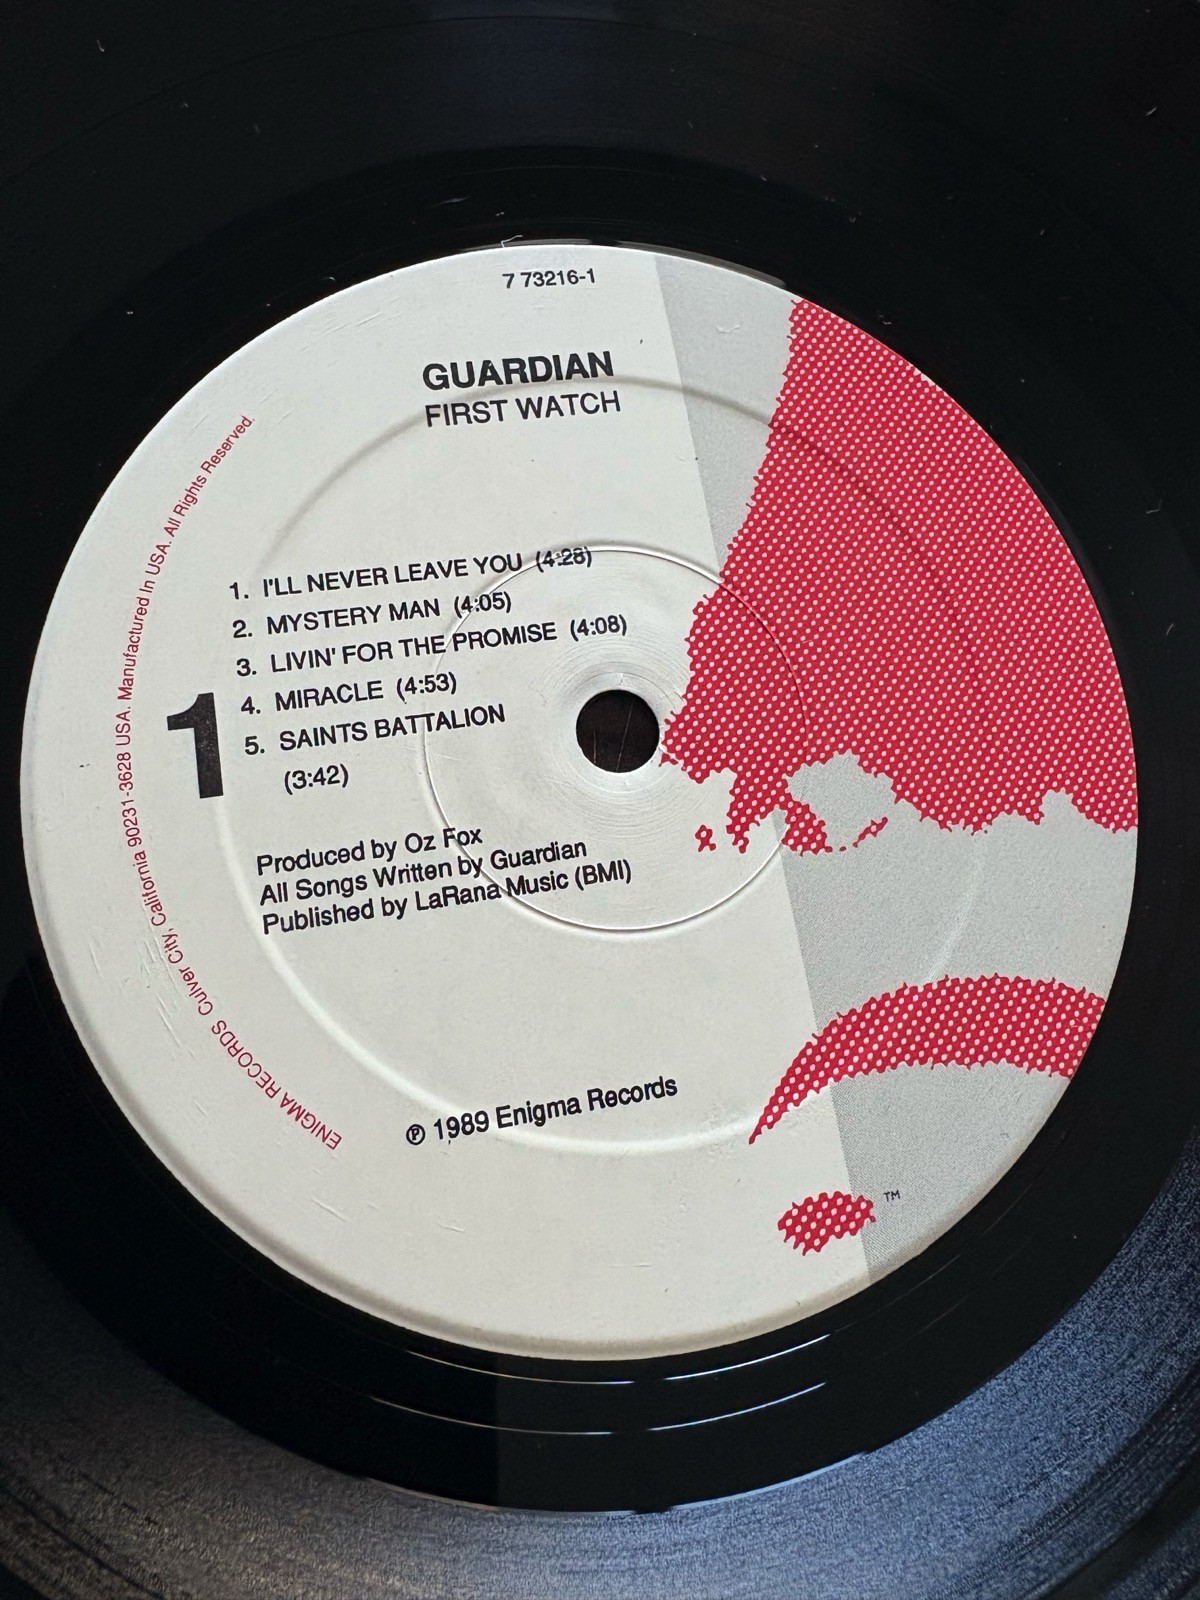 7 73216-1
GUARDIAN
FIRST WATCH
1. I'LL NEVER LEAVE YOU (4:28)
2. MYSTERY MAN (4:05)
3. LIVIN' FOR THE PROMISE (4:08)
4. MIRACLE (4:53)
5. SAINTS BATTALION
(3:42)
1
Produced by Oz Fox
All Songs Written by Guardian
Published by LaRana Music (BMI)
℗ 1989 Enigma Records
TM
ENIGMA RECORDS Culver City, California 90231-3628 USA. Manufactured In USA. All Rights Reserved.